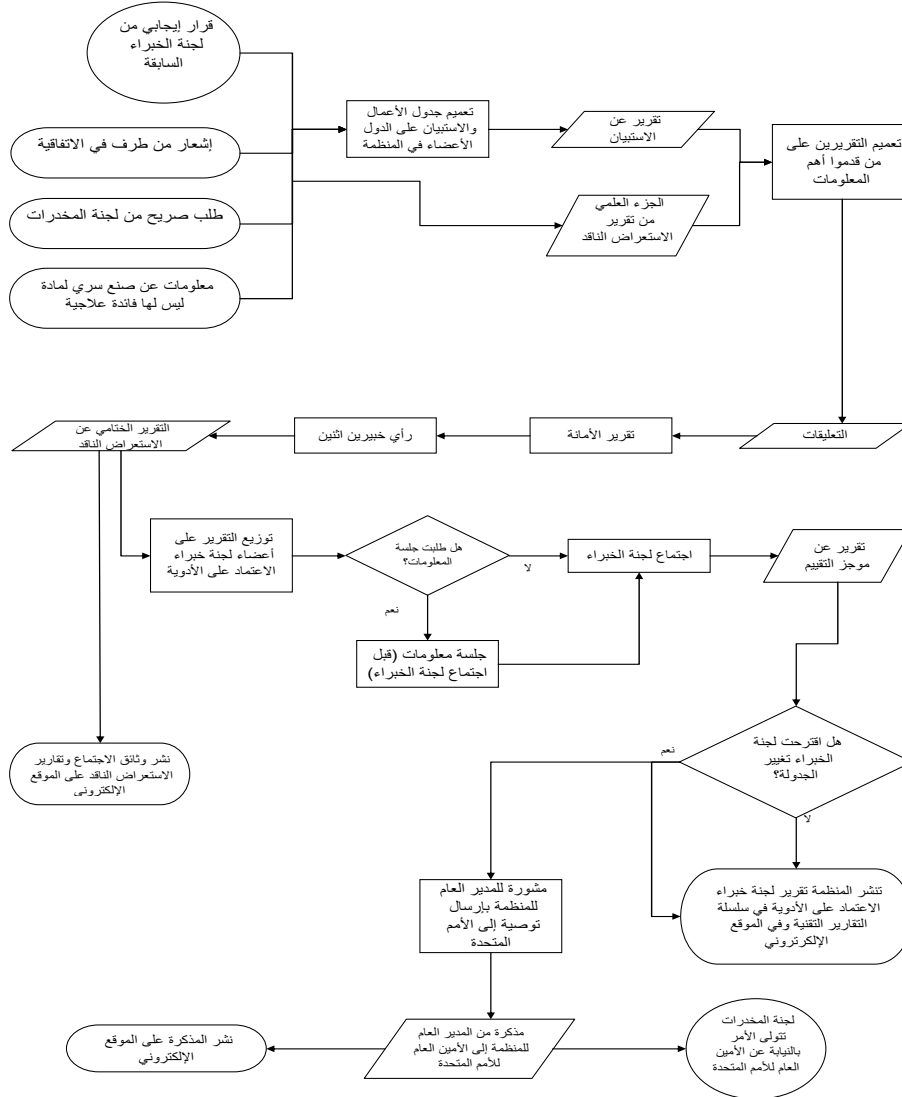 قرار إيجابي من
لجنة الخبراء
السابقة
إشعار من طرف في الاتفاقية
طلب صريح من لجنة المخدرات
معلومات عن صنع سري لمادة
ليس لها فائدة علاجية
تعميم جدول الأعمال
والاستبيان على الدول
الأعضاء في المنظمة
تقرير عن
الاستبيان
الجزء العلمي
من تقرير
الاستعراض الناقد
تعميم التقريرين على
من قدموا أهم
المعلومات
التعليقات
تقرير الأمانة
رأي خبيرين اثنين
التقرير الختامي عن
الاستعراض الناقد
توزيع التقرير على
أعضاء لجنة خبراء
الاعتماد على الأدوية
هل طلبت جلسة
المعلومات؟
لا
نعم
اجتماع لجنة الخبراء
جلسة معلومات (قبل
اجتماع لجنة الخبراء)
تقرير عن
موجز التقييم
هل اقترحت لجنة
الخبراء تغيير
الجدولة؟
نعم
لا
نشر وثائق الاجتماع وتقارير
الاستعراض الناقد على الموقع
الإلكتروني
تنشر المنظمة تقرير لجنة خبراء
الاعتماد على الأدوية في سلسلة
التقارير التقنية وفي الموقع
الإلكرتروني
مشورة للمدير العام
للمنظمة بإرسال
توصية إلى الأمم
المتحدة
مذكرة من المدير العام
للمنظمة إلى الأمين العام
للأمم المتحدة
نشر المذكرة على الموقع
الإلكتروني
لجنة المخدرات
تتولى الأمر
بالنيابة عن الأمين
العام للأمم المتحدة